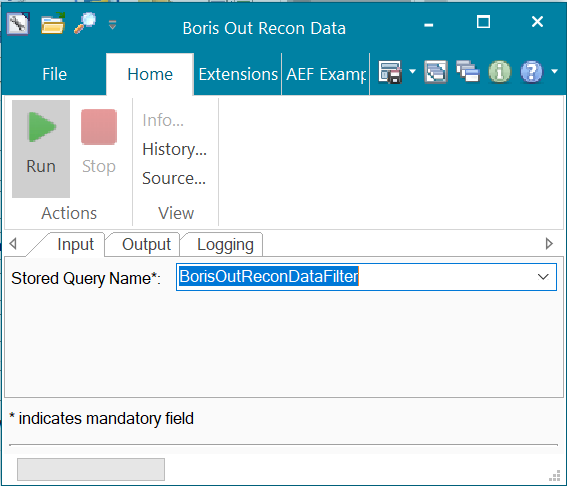 Boris Out Recon Data
File Home Extensions AEF Examp
Run Stop Info...
History...
Source...
Actions View
Input Output Logging
Stored Query Name*: BorisOutReconDataFilter
* indicates mandatory field